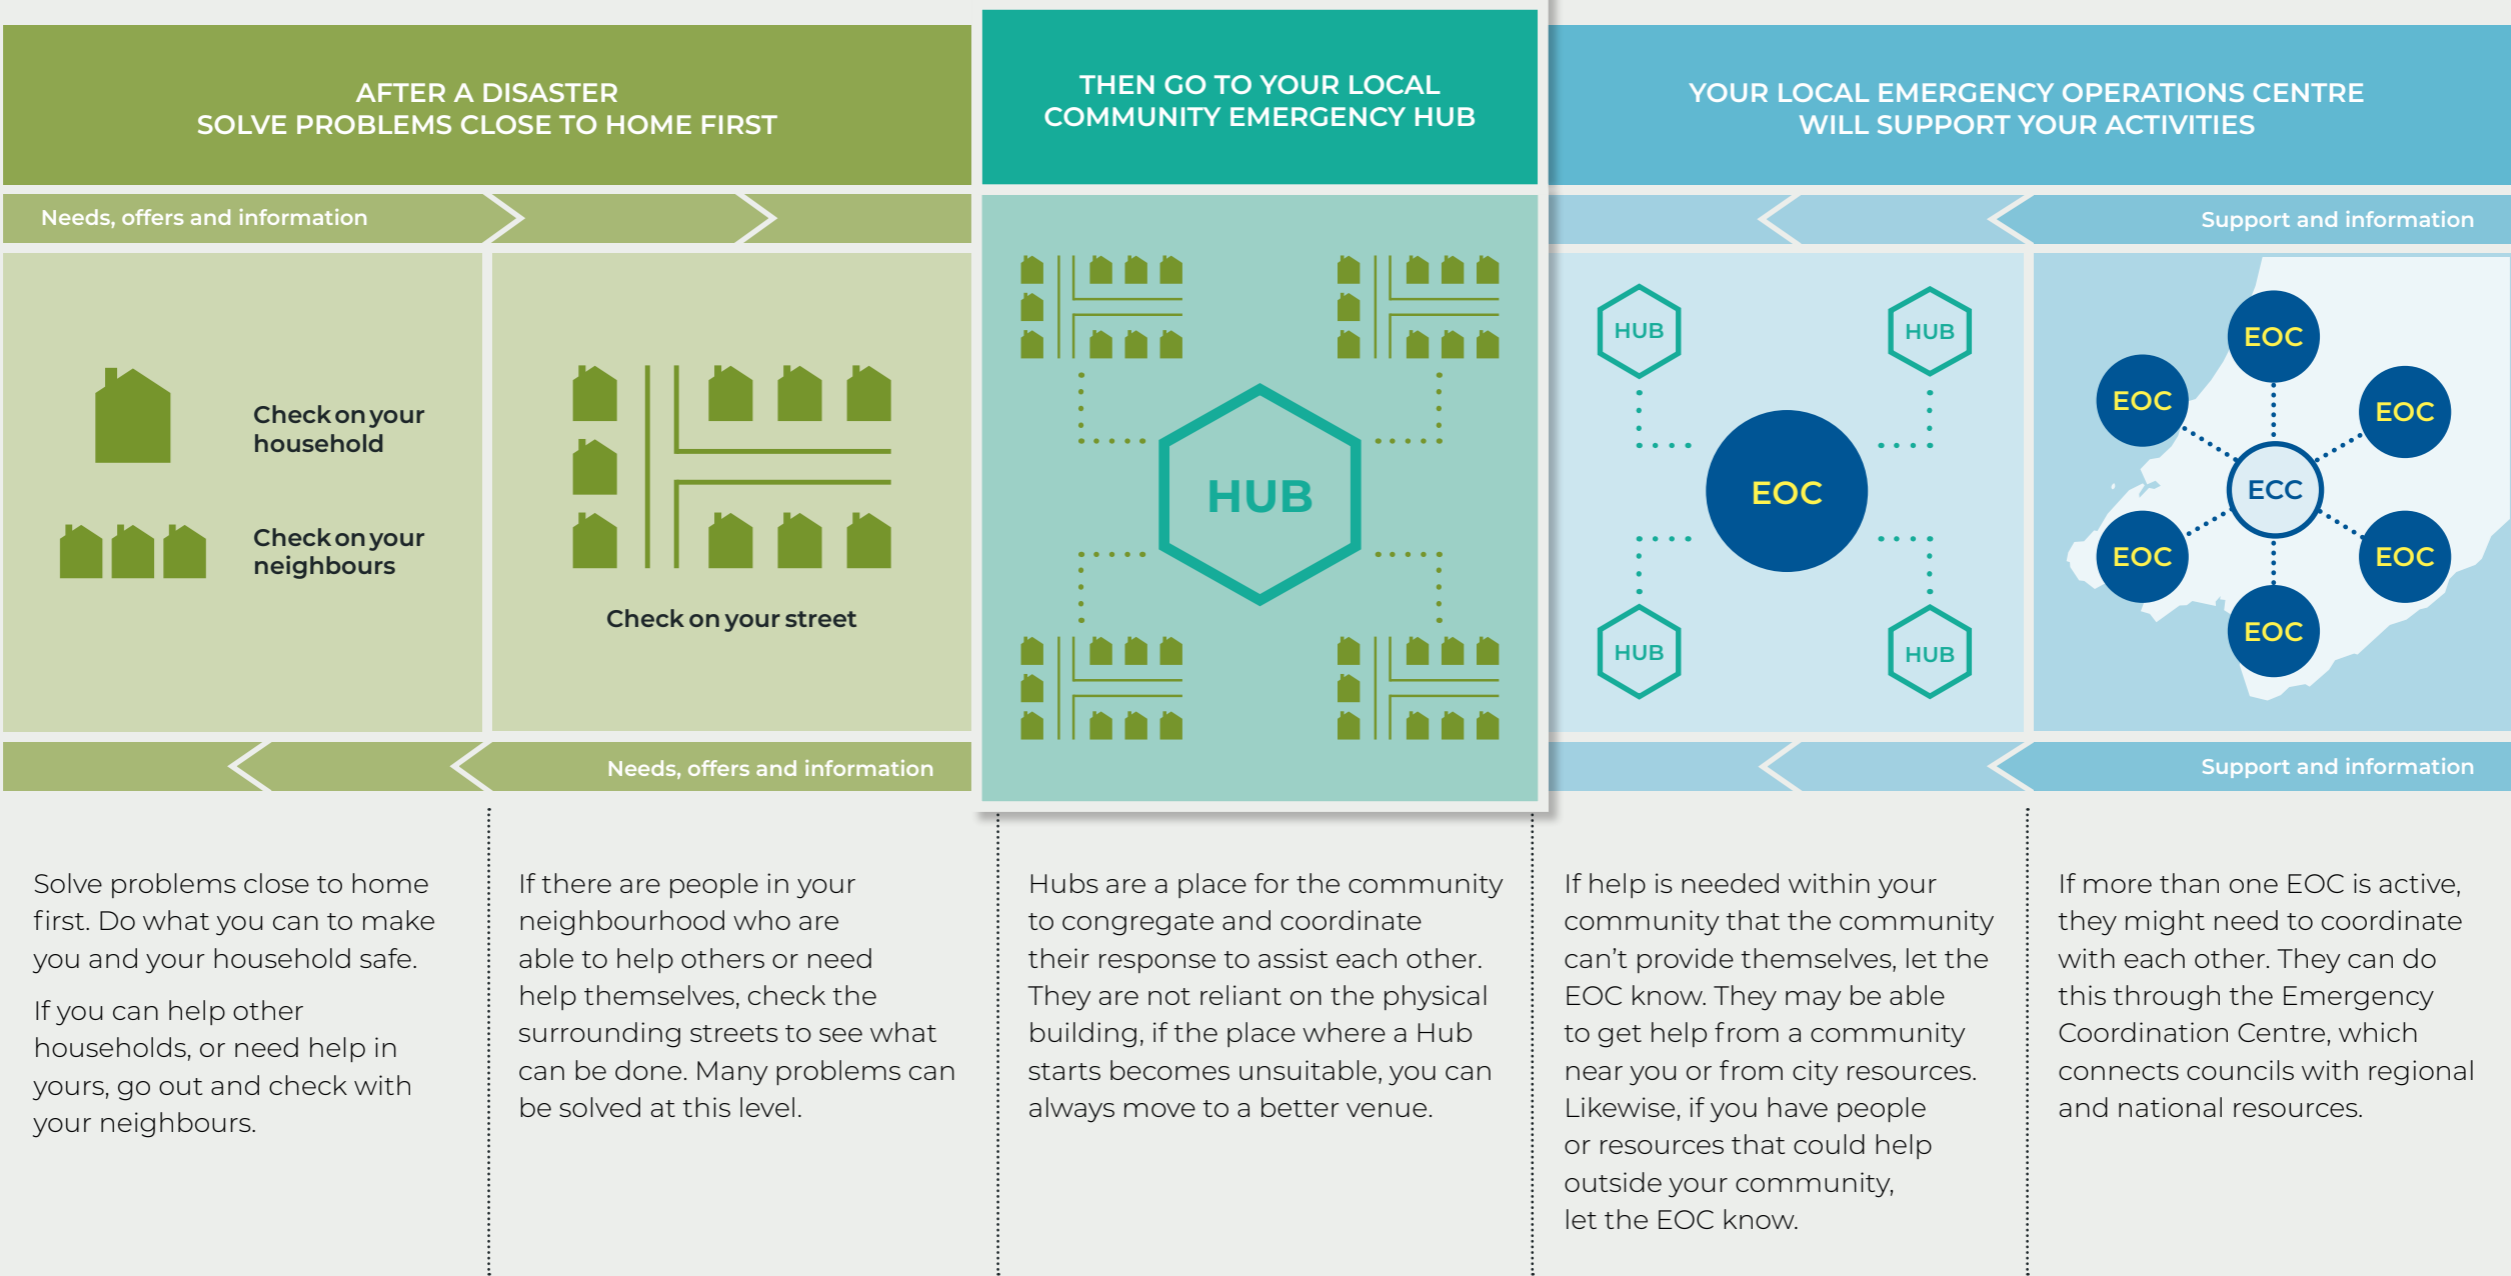 AFTER A DISASTER
SOLVE PROBLEMS CLOSE TO HOME FIRST
THEN GO TO YOUR LOCAL
COMMUNITY EMERGENCY HUB
YOUR LOCAL EMERGENCY OPERATIONS CENTRE
WILL SUPPORT YOUR ACTIVITIES
Needs, offers and information
Support and information
Check on your
household
Check on your
neighbours
Check on your street
HUB
HUB
HUB
EOC
HUB
HUB
EOC
EOC
EOC
ECC
EOC
EOC
EOC
Needs, offers and information
Support and information
Solve problems close to home
first. Do what you can to make
you and your household safe.
If you can help other
households, or need help in
yours, go out and check with
your neighbours.
If there are people in your
neighbourhood who are
able to help others or need
help themselves, check the
surrounding streets to see what
can be done. Many problems can
be solved at this level.
Hubs are a place for the community
to congregate and coordinate
their response to assist each other.
They are not reliant on the physical
building, if the place where a Hub
starts becomes unsuitable, you can
always move to a better venue.
If help is needed within your
community that the community
can’t provide themselves, let the
EOC know. They may be able
to get help from a community
near you or from city resources.
Likewise, if you have people
or resources that could help
outside your community,
let the EOC know.
If more than one EOC is active,
they might need to coordinate
with each other. They can do
this through the Emergency
Coordination Centre, which
connects councils with regional
and national resources.